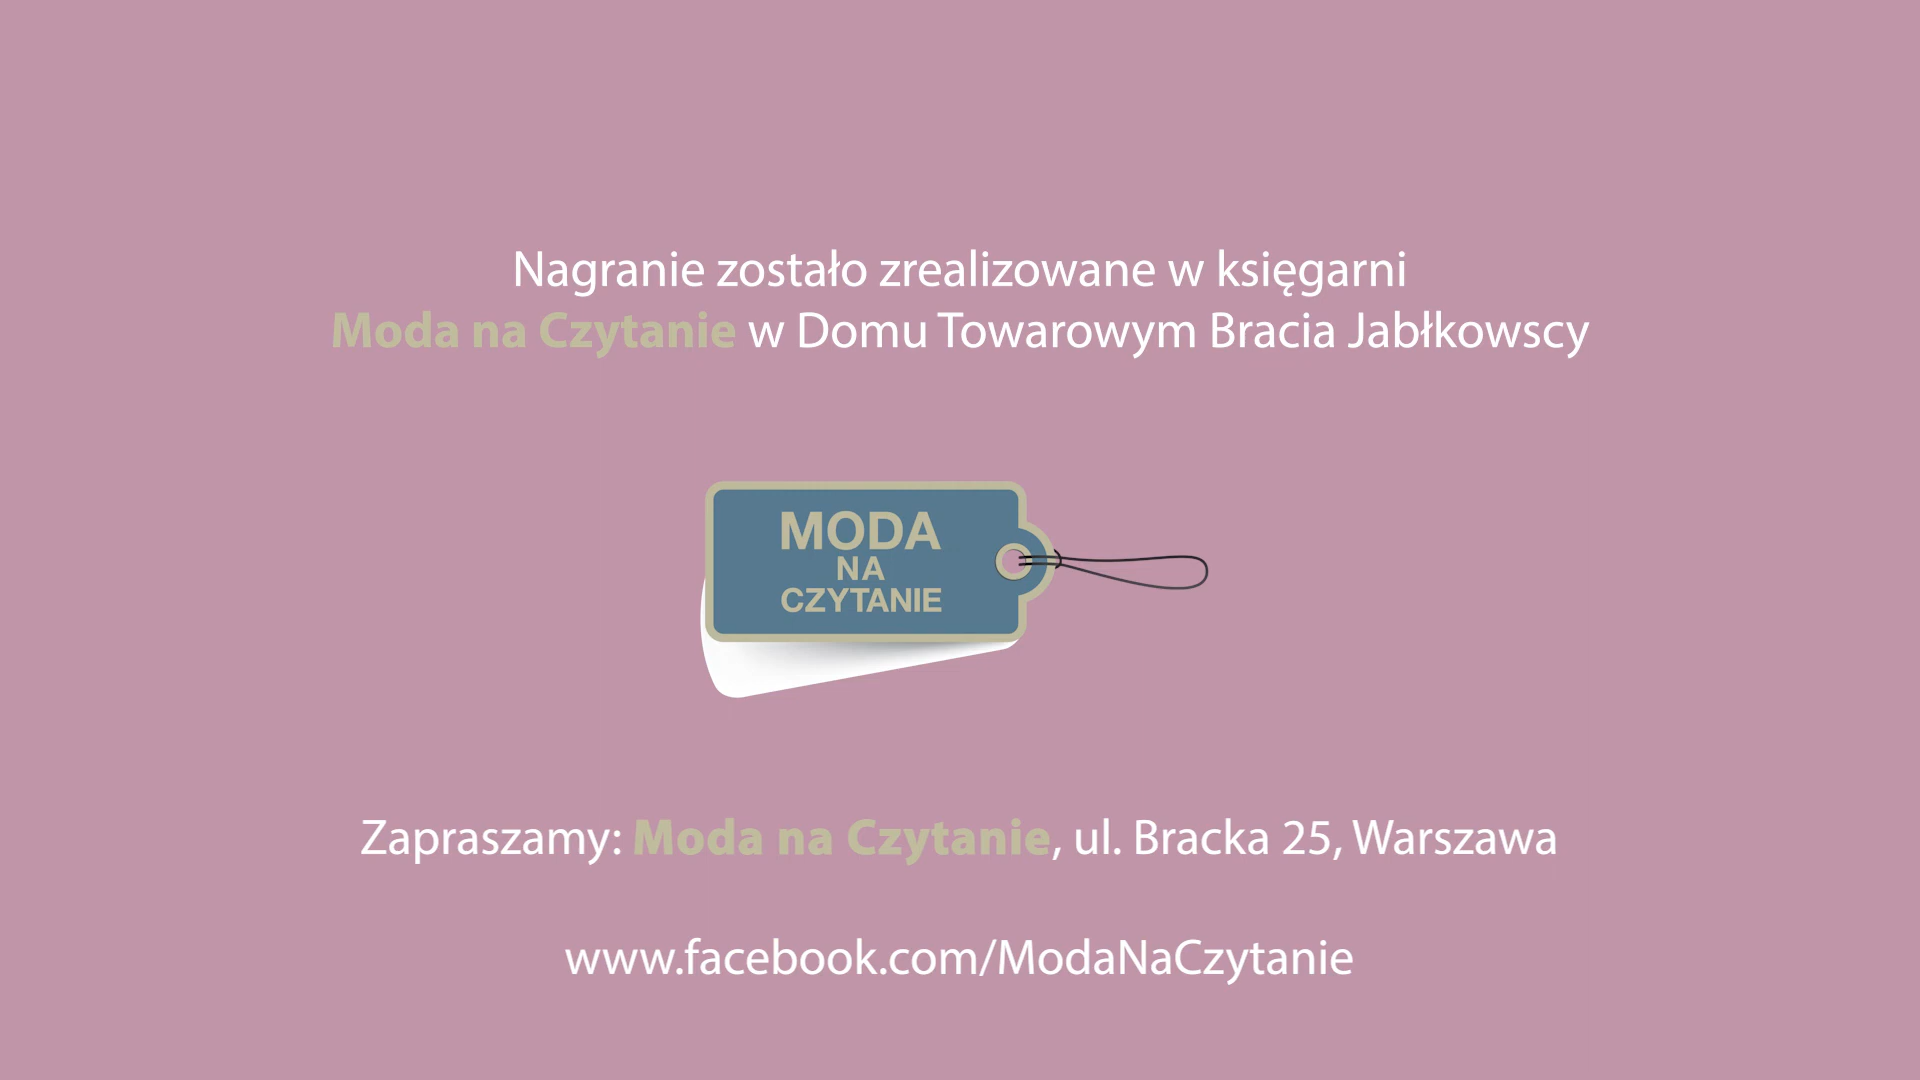 Nagranie zostało zrealizowane w księgarni
Moda na Czytanie w Domu Towarowym Bracia Jabłkowscy
MODA
NA
CZYTANIE
Zapraszamy: Moda na Czytanie, ul. Bracka 25, Warszawa
www.facebook.com/ModaNaCzytanie